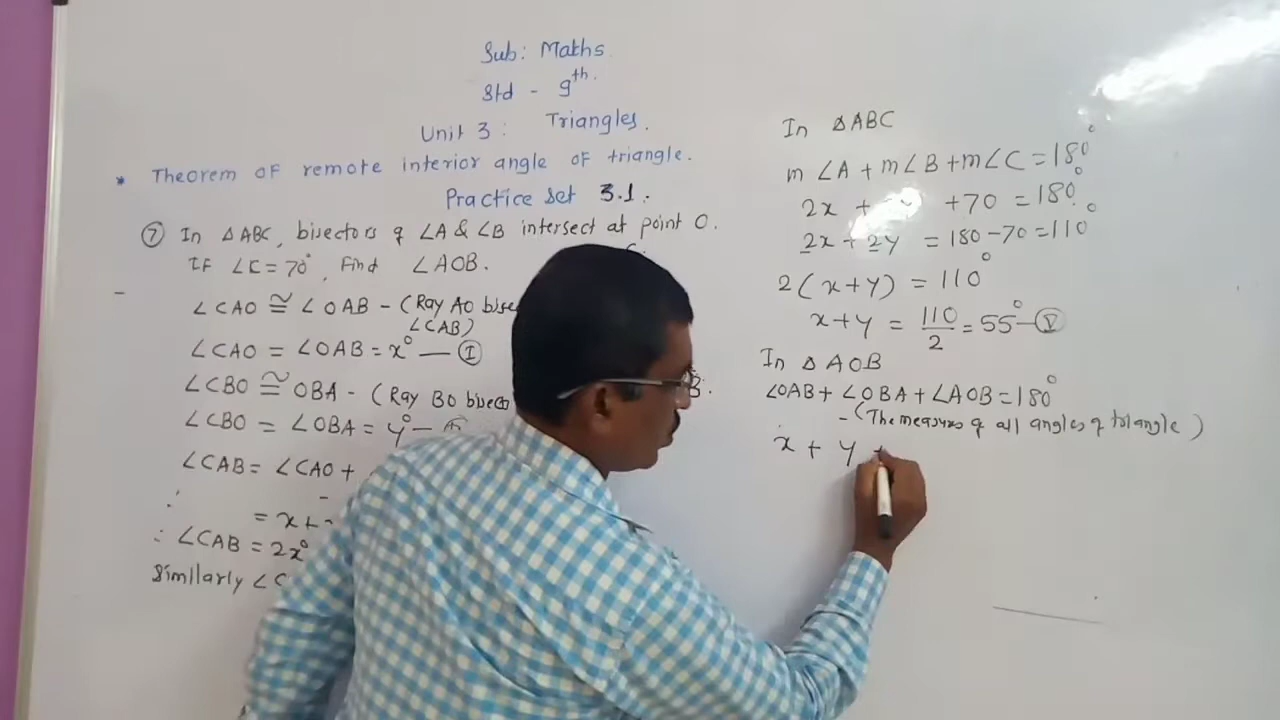 Sub: Maths
Std - 9th.
Unit 3: Triangles.
* Theorem of remote interior angle of triangle.
Practice Set 3.1.
⑦ In △ABC, bisectors of ∠A & ∠B intersect at point O.
If ∠C = 70°, Find ∠AOB.
∠CAO ≅ ∠OAB - (Ray AO
∠CAB)
∠CAO = ∠OAB = x° — Ⓘ
∠CBO ≅ OBA - (Ray BO
∠CBO = ∠OBA = y° —
∠CAB = ∠CAO +
= x +
∴ ∠CAB = 2x°
Similarly ∠C
In △ABC
m∠A + m∠B + m∠C = 180°
2x + y + 70 = 180°
2x + 2y = 180 - 70 = 110°
2(x + y) = 110°
x + y = 110/2 = 55° — Ⓥ
In △AOB
∠OAB + ∠OBA + ∠AOB = 180°
- (The measures of all angles of triangle)
x + y +